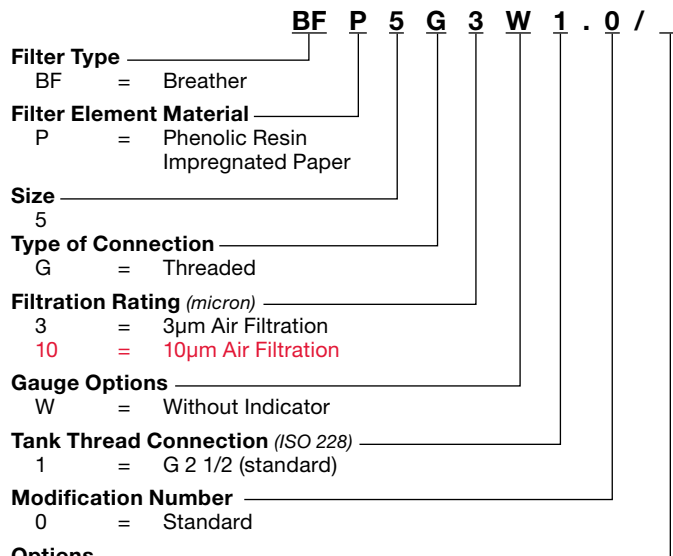 BF P 5 G 3 W 1 . 0 / _
Filter Type
BF = Breather
Filter Element Material
P = Phenolic Resin
Impregnated Paper
Size
5
Type of Connection
G = Threaded
Filtration Rating (micron)
3 = 3µm Air Filtration
10 = 10µm Air Filtration
Gauge Options
W = Without Indicator
Tank Thread Connection (ISO 228)
1 = G 2 1/2 (standard)
Modification Number
0 = Standard
Options